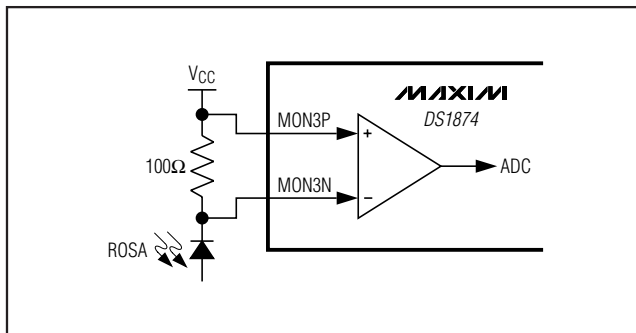 VCC
MAXIM
DS1874
MON3P
+
ADC
100Ω
MON3N
−
ROSA